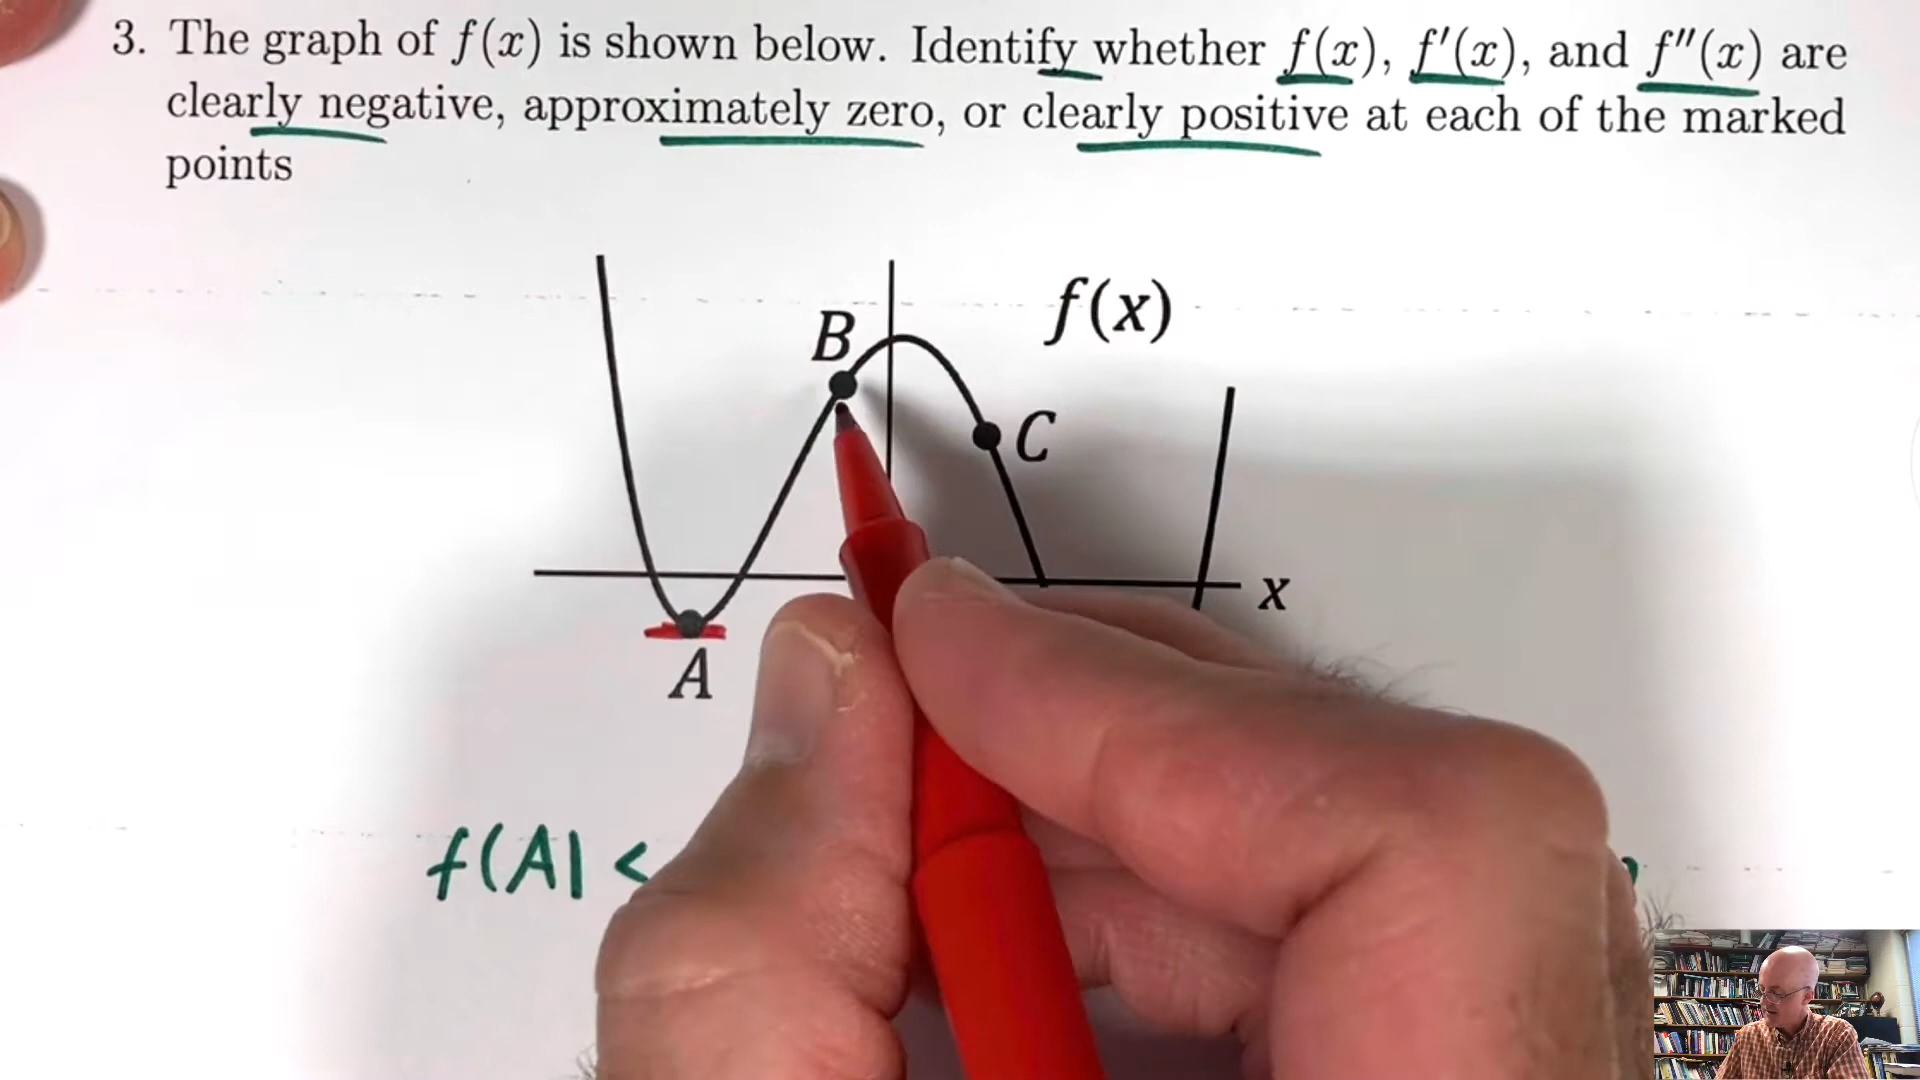 3. The graph of f(x) is shown below. Identify whether f(x), f′(x), and f″(x) are
clearly negative, approximately zero, or clearly positive at each of the marked
points
f(x)
B
C
x
A
f(A) <